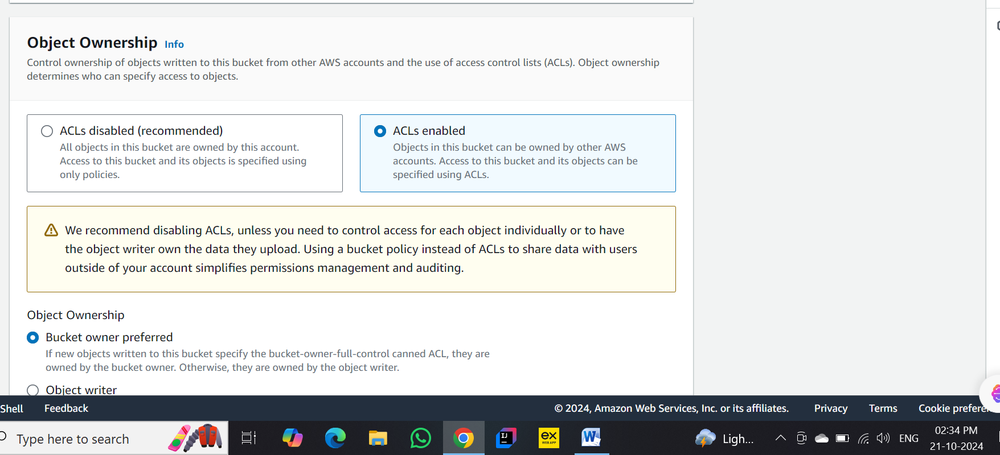 Object Ownership Info
Control ownership of objects written to this bucket from other AWS accounts and the use of access control lists (ACLs). Object ownership
determines who can specify access to objects.
ACLs disabled (recommended)
All objects in this bucket are owned by this account.
Access to this bucket and its objects is specified using
only policies.
ACLs enabled
Objects in this bucket can be owned by other AWS
accounts. Access to this bucket and its objects can be
specified using ACLs.
We recommend disabling ACLs, unless you need to control access for each object individually or to have
the object writer own the data they upload. Using a bucket policy instead of ACLs to share data with users
outside of your account simplifies permissions management and auditing.
Object Ownership
Bucket owner preferred
If new objects written to this bucket specify the bucket-owner-full-control canned ACL, they are
owned by the bucket owner. Otherwise, they are owned by the object writer.
Object writer
Shell Feedback © 2024, Amazon Web Services, Inc. or its affiliates. Privacy Terms Cookie prefere
Type here to search
IJ
ex
WEB APP
W
Ligh...
ENG
02:34 PM
21-10-2024